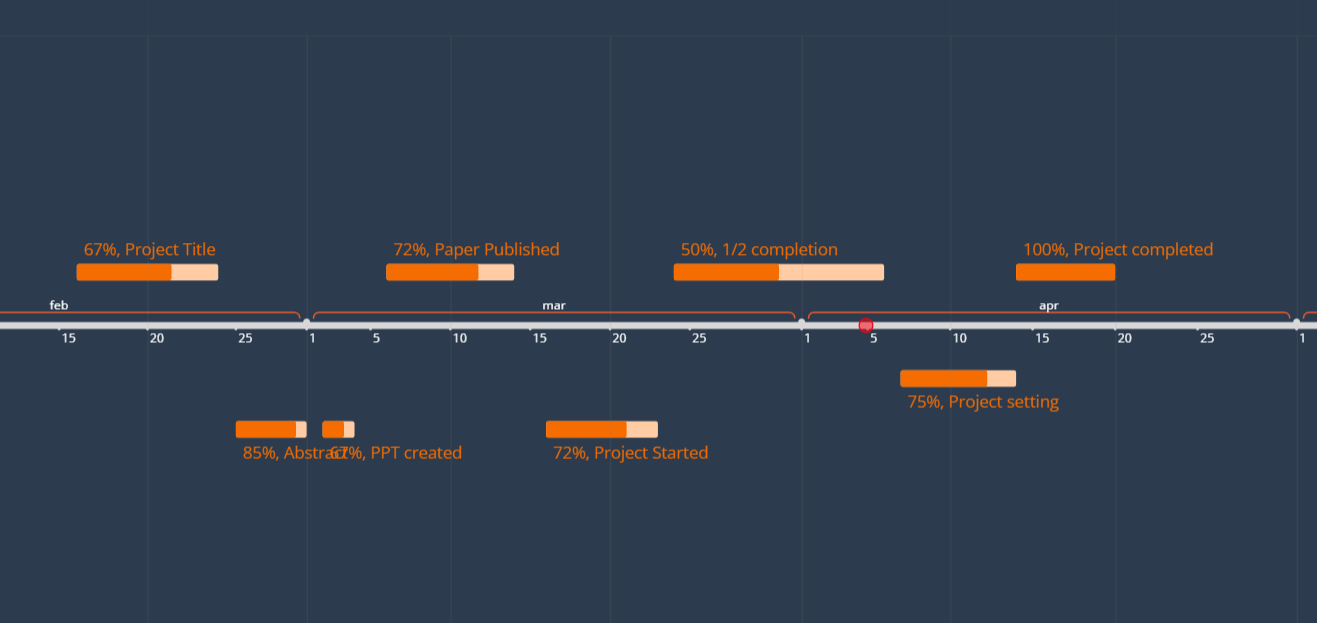 67%, Project Title
72%, Paper Published
50%, 1/2 completion
100%, Project completed
feb
mar
apr
15
20
25
1
5
10
15
20
25
1
5
10
15
20
25
1
75%, Project setting
85%, Abstract
67%, PPT created
72%, Project Started